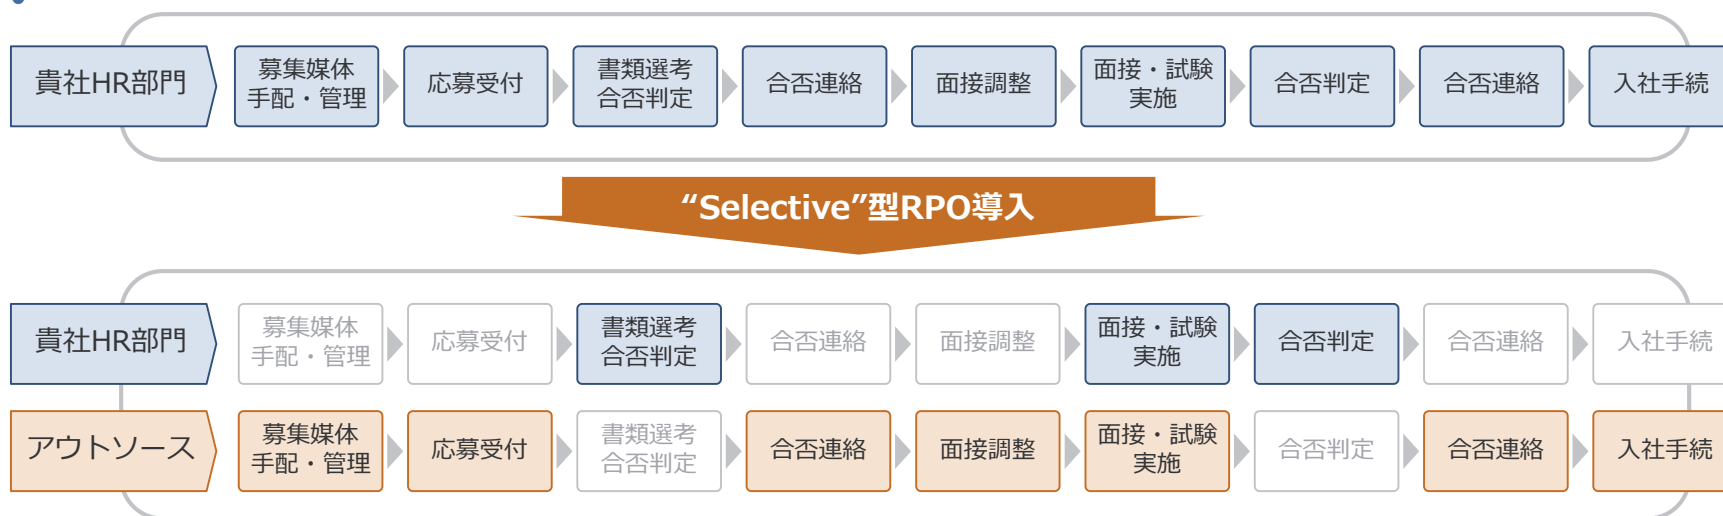 貴社HR部門
募集媒体
手配・管理
応募受付
書類選考
合否判定
合否連絡
面接調整
面接・試験
実施
合否判定
合否連絡
入社手続
“Selective”型RPO導入
貴社HR部門
募集媒体
手配・管理
応募受付
書類選考
合否判定
合否連絡
面接調整
面接・試験
実施
合否判定
合否連絡
入社手続
アウトソース
募集媒体
手配・管理
応募受付
書類選考
合否判定
合否連絡
面接調整
面接・試験
実施
合否判定
合否連絡
入社手続